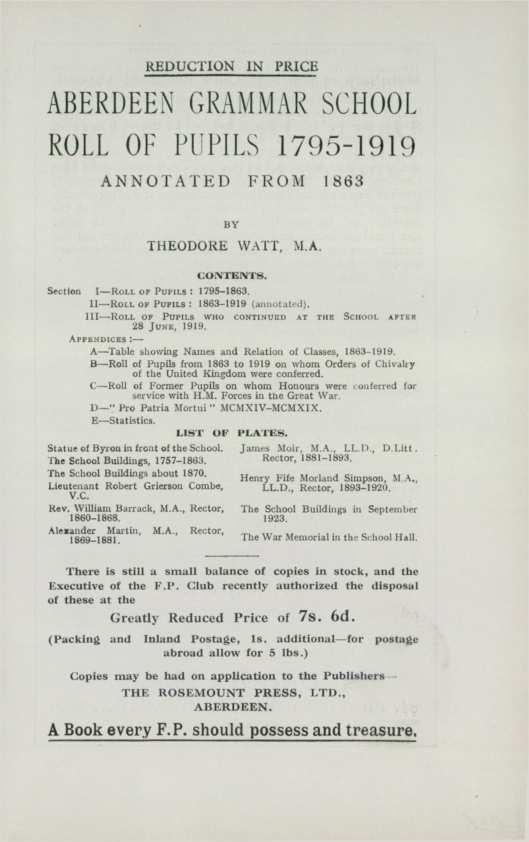 REDUCTION IN PRICE
ABERDEEN GRAMMAR SCHOOL
ROLL OF PUPILS 1795-1919
ANNOTATED FROM 1863
BY
THEODORE WATT, M.A.
CONTENTS.
Section I—ROLL OF PUPILS: 1795-1863.
II—ROLL OF PUPILS: 1863-1919 (annotated).
III—ROLL OF PUPILS WHO CONTINUED AT THE SCHOOL AFTER
28 JUNE, 1919.
APPENDICES:—
A—Table showing Names and Relation of Classes, 1863-1919.
B—Roll of Pupils from 1863 to 1919 on whom Orders of Chivalry
of the United Kingdom were conferred.
C—Roll of Former Pupils on whom Honours were conferred for
service with H.M. Forces in the Great War.
D—" Pro Patria Mortui " MCMXIV-MCMXIX.
E—Statistics.
LIST OF PLATES.
Statue of Byron in front of the School.
The School Buildings, 1757-1863.
The School Buildings about 1870.
Lieutenant Robert Grierson Combe,
V.C.
Rev. William Barrack, M.A., Rector,
1860-1868.
Alexander Martin, M.A., Rector,
1869-1881.
James Moir, M.A., LL.D., D.Litt.
Rector, 1881-1893.
Henry Fife Morland Simpson, M.A.,
LL.D., Rector, 1893-1920.
The School Buildings in September
1923.
The War Memorial in the School Hall.
There is still a small balance of copies in stock, and the
Executive of the F.P. Club recently authorized the disposal
of these at the
Greatly Reduced Price of 7s. 6d.
(Packing and Inland Postage, 1s. additional—for postage
abroad allow for 5 lbs.)
Copies may be had on application to the Publishers—
THE ROSEMOUNT PRESS, LTD.,
ABERDEEN.
A Book every F.P. should possess and treasure.